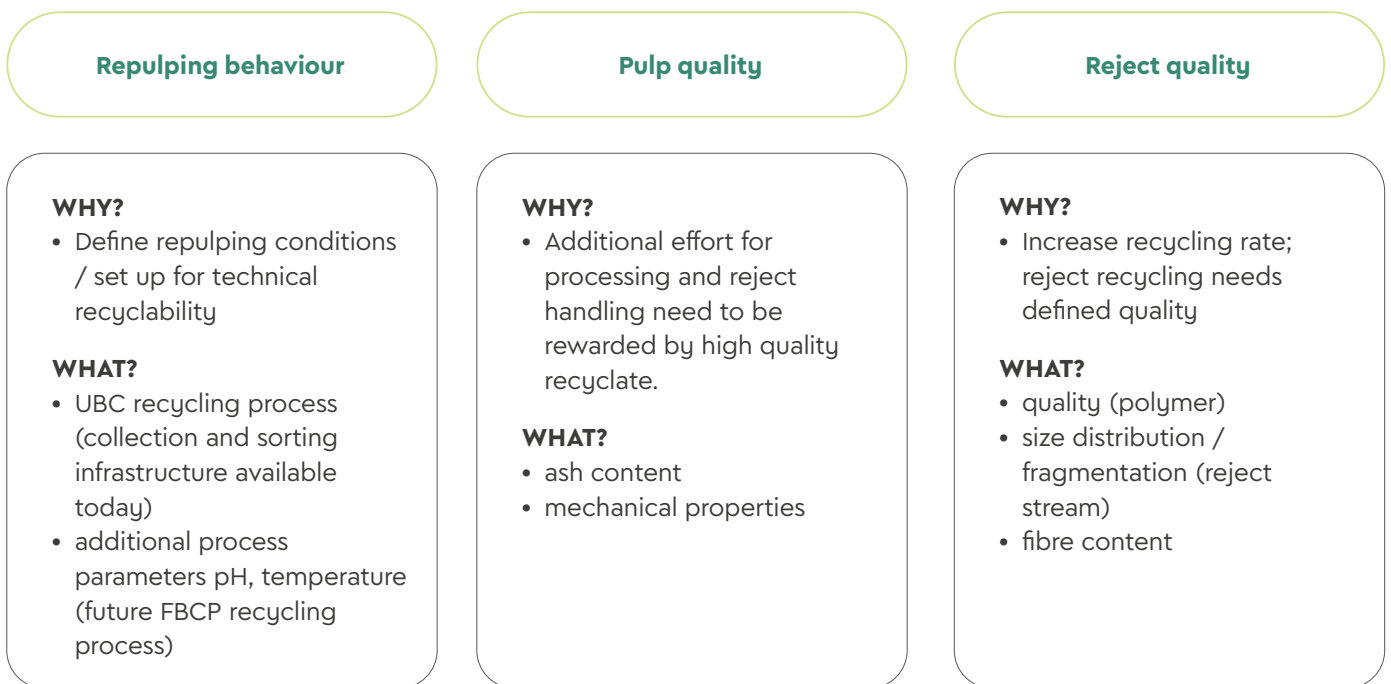 Repulping behaviour
WHY?
• Define repulping conditions
/ set up for technical
recyclability
WHAT?
• UBC recycling process
(collection and sorting
infrastructure available
today)
• additional process
parameters pH, temperature
(future FBCP recycling
process)
Pulp quality
WHY?
• Additional effort for
processing and reject
handling need to be
rewarded by high quality
recyclate.
WHAT?
• ash content
• mechanical properties
Reject quality
WHY?
• Increase recycling rate;
reject recycling needs
defined quality
WHAT?
• quality (polymer)
• size distribution /
fragmentation (reject
stream)
• fibre content